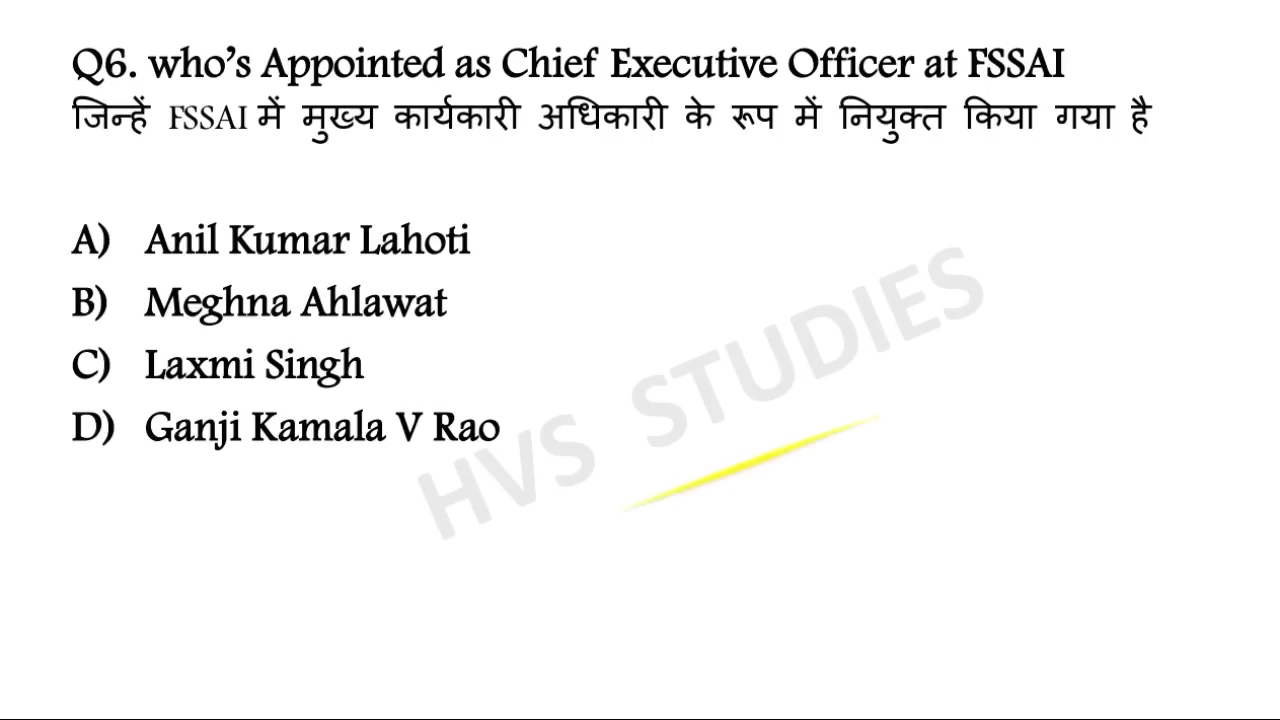 Q6. who’s Appointed as Chief Executive Officer at FSSAI
जिन्हें FSSAI में मुख्य कार्यकारी अधिकारी के रूप में नियुक्त किया गया है
A) Anil Kumar Lahoti
B) Meghna Ahlawat
C) Laxmi Singh
D) Ganji Kamala V Rao
HVS STUDIES